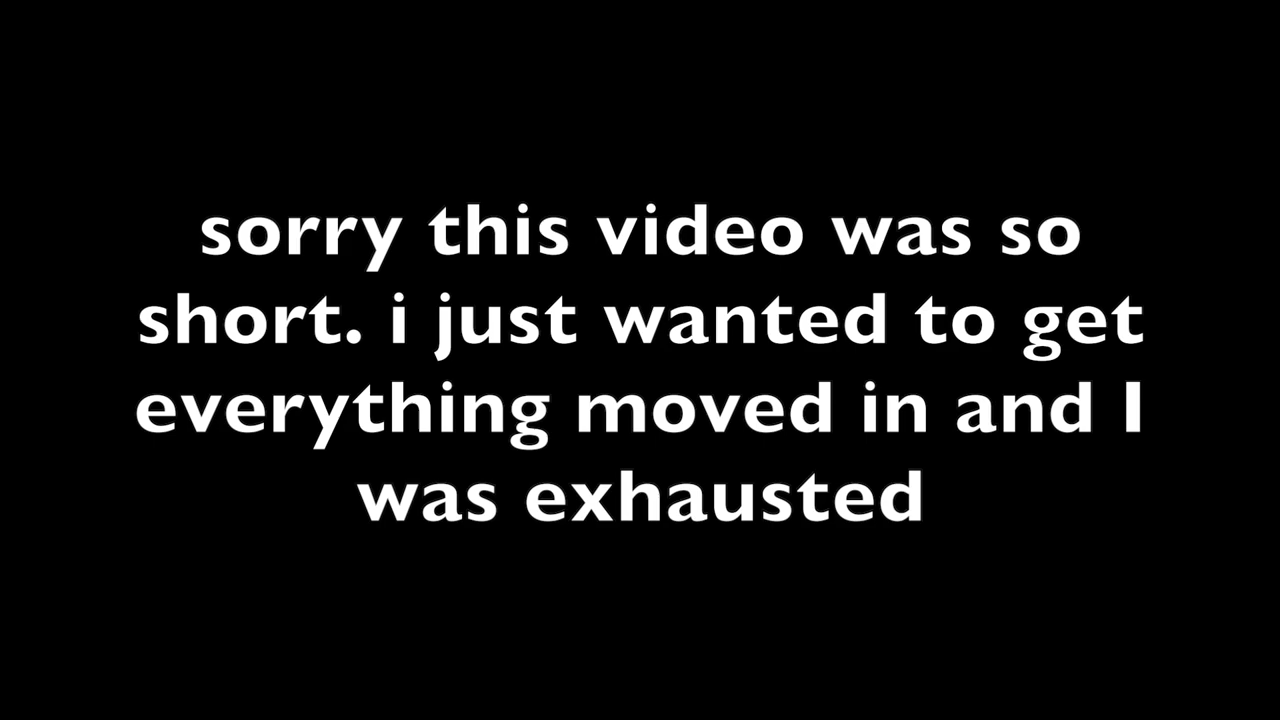 sorry this video was so
short. i just wanted to get
everything moved in and I
was exhausted